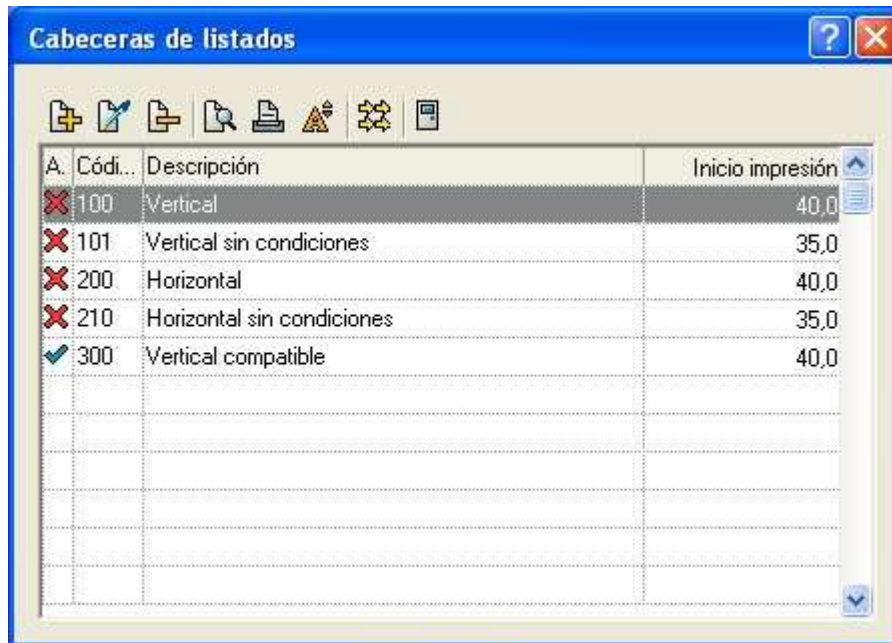 Cabeceras de listados
A. Códi... Descripción Inicio impresión
100 Vertical 40,0
101 Vertical sin condiciones 35,0
200 Horizontal 40,0
210 Horizontal sin condiciones 35,0
300 Vertical compatible 40,0